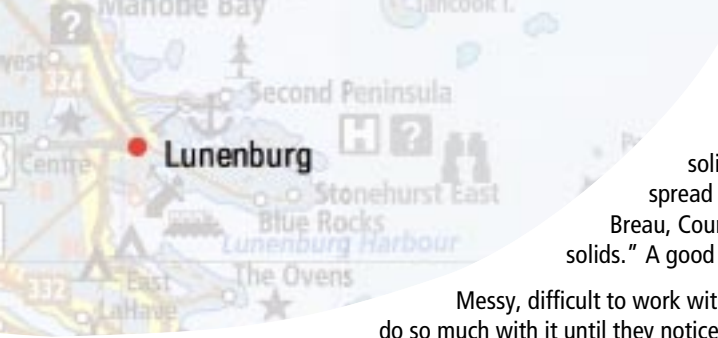 Mahone Bay
Tancook I.
324
Second Peninsula
Centre
Lunenburg
H
?
Stonehurst East
Blue Rocks
Lunenburg Harbour
332
East
LaHave
The Ovens
soli
spread
Breau, Cour
solids." A good
Messy, difficult to work wit
do so much with it until they notice